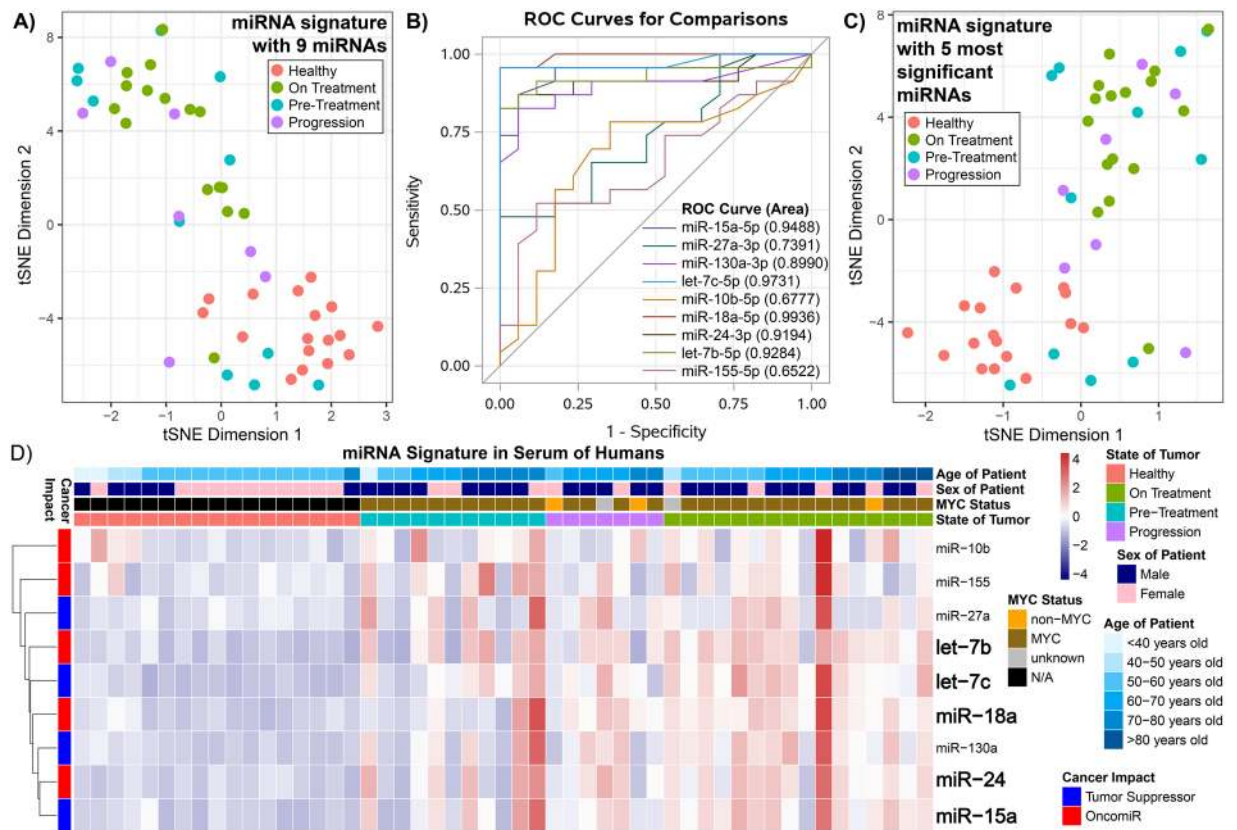 A)
miRNA signature
with 9 miRNAs
Healthy
On Treatment
Pre-Treatment
Progression
8
4
0
−4
−2
−1
0
1
2
3
tSNE Dimension 2
tSNE Dimension 1
B)
ROC Curves for Comparisons
1.00
0.75
0.50
0.25
0.00
Sensitivity
0.00
0.25
0.50
0.75
1.00
1 - Specificity
ROC Curve (Area)
miR-15a-5p (0.9488)
miR-27a-3p (0.7391)
miR-130a-3p (0.8990)
let-7c-5p (0.9731)
miR-10b-5p (0.6777)
miR-18a-5p (0.9936)
miR-24-3p (0.9194)
let-7b-5p (0.9284)
miR-155-5p (0.6522)
C)
miRNA signature
with 5 most
significant
miRNAs
Healthy
On Treatment
Pre-Treatment
Progression
8
4
0
−4
−2
−1
0
1
tSNE Dimension 2
tSNE Dimension 1
D)
miRNA Signature in Serum of Humans
Cancer
Impact
Age of Patient
Sex of Patient
MYC Status
State of Tumor
miR−10b
miR−155
miR−27a
let−7b
let−7c
miR−18a
miR−130a
miR−24
miR−15a
4
2
0
−2
−4
State of Tumor
Healthy
On Treatment
Pre−Treatment
Progression
Sex of Patient
Male
Female
MYC Status
non−MYC
MYC
unknown
N/A
Age of Patient
<40 years old
40−50 years old
50−60 years old
60−70 years old
70−80 years old
>80 years old
Cancer Impact
Tumor Suppressor
OncomiR